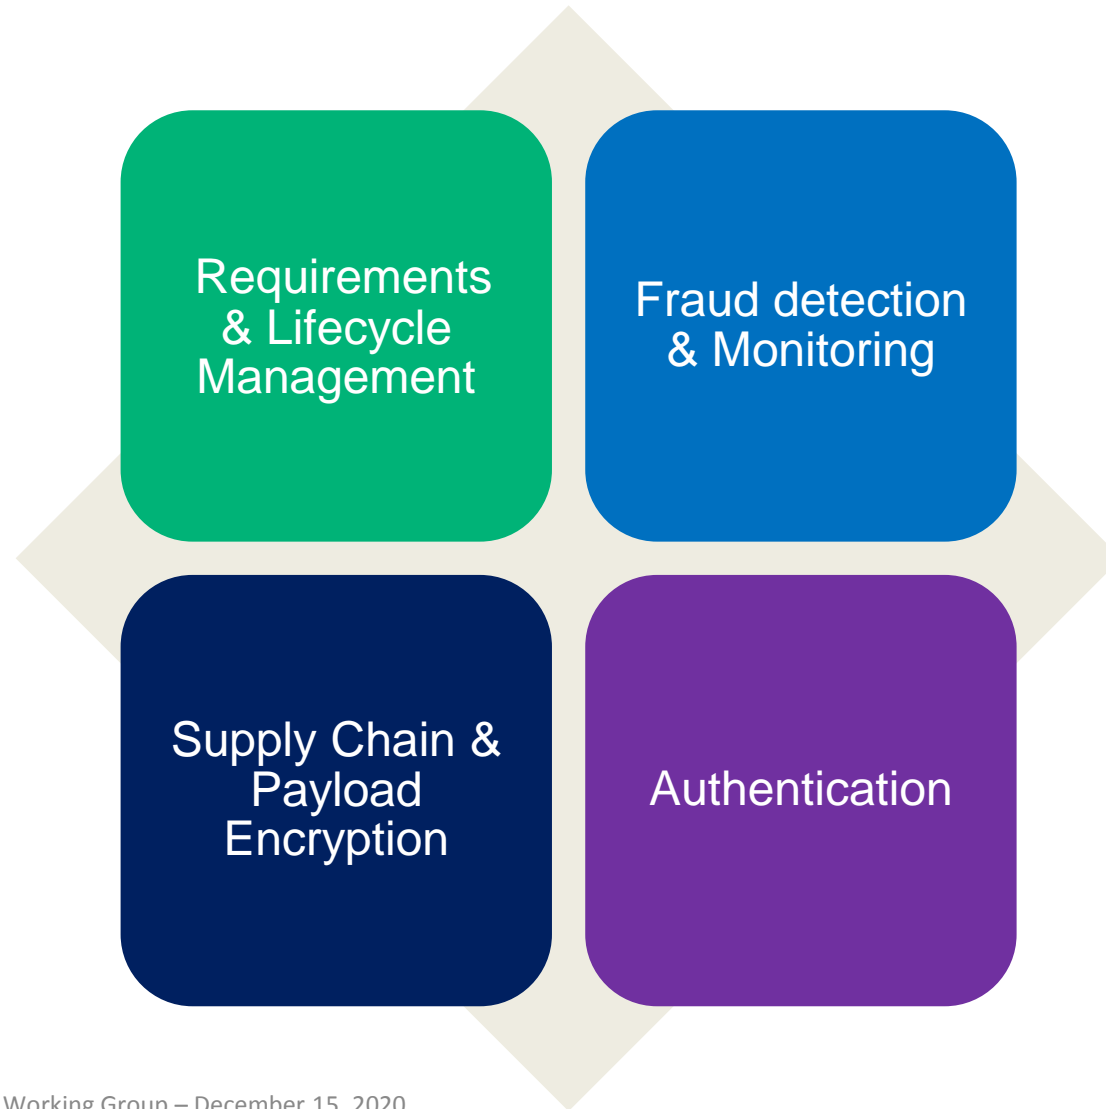 Requirements
& Lifecycle
Management
Fraud detection
& Monitoring
Supply Chain &
Payload
Encryption
Authentication
Working Group – December 15, 2020